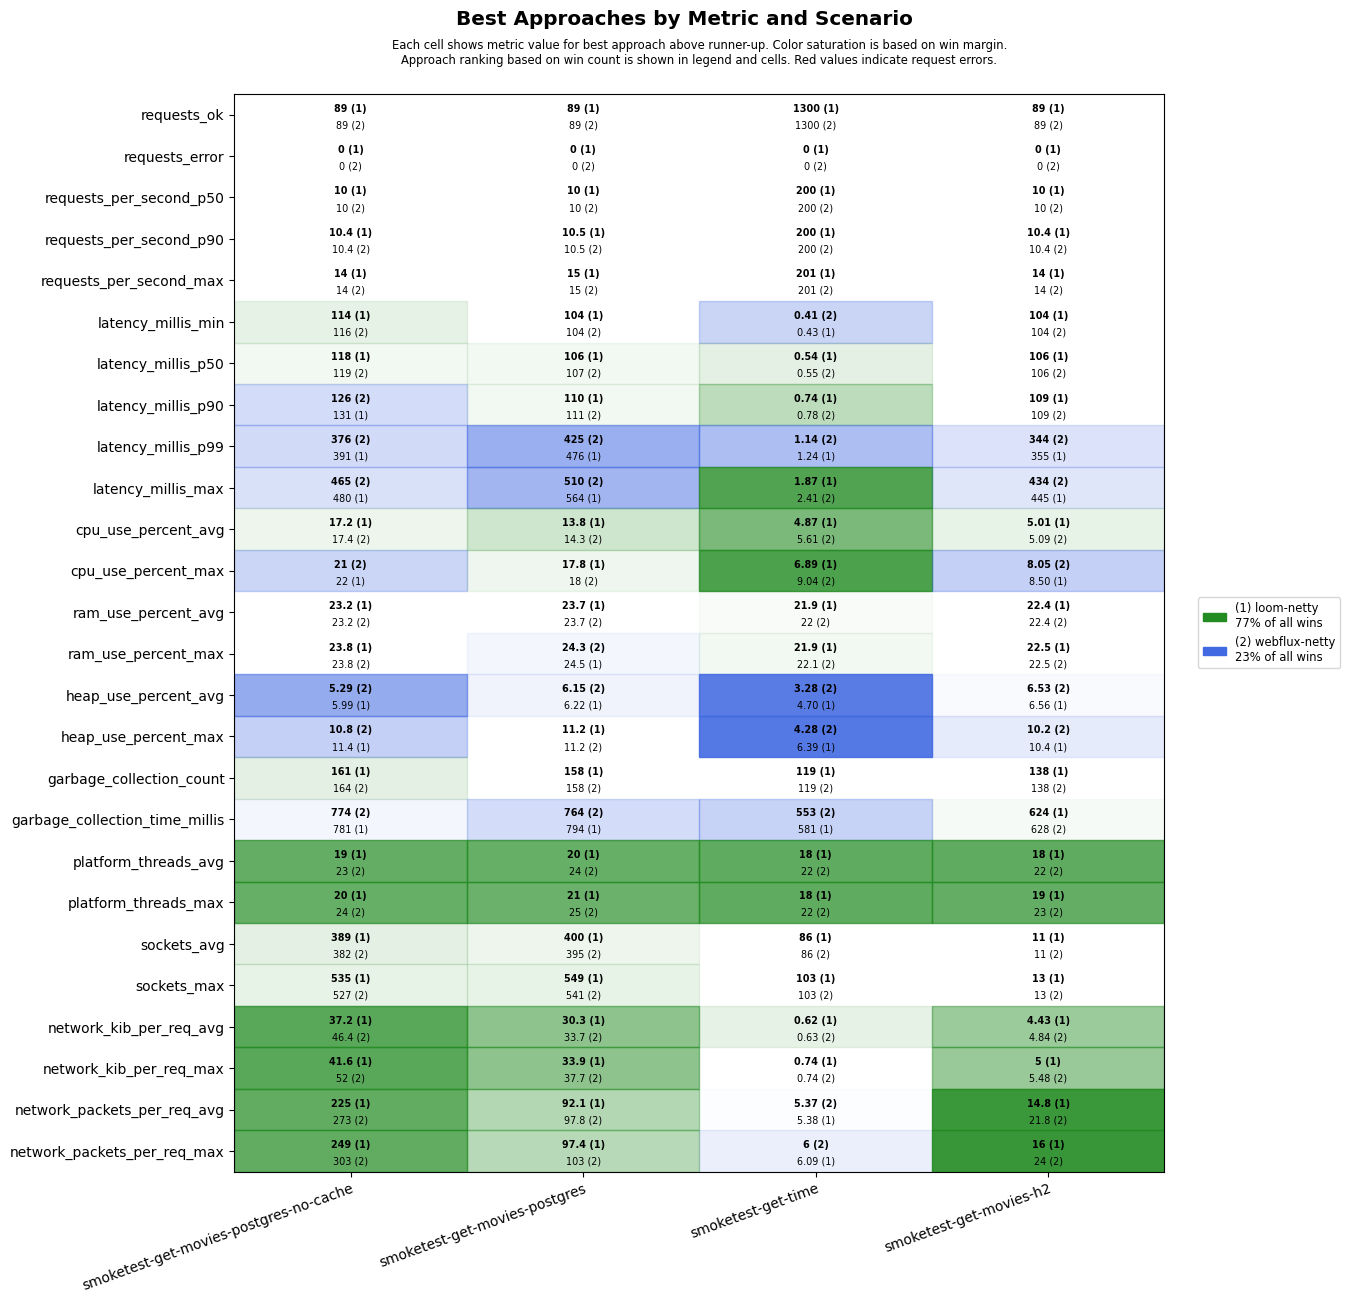 Best Approaches by Metric and Scenario
Each cell shows metric value for best approach above runner-up. Color saturation is based on win margin.
Approach ranking based on win count is shown in legend and cells. Red values indicate request errors.
requests_ok
89 (1) 89 (1) 1300 (1) 89 (1)
89 (2) 89 (2) 1300 (2) 89 (2)
requests_error
0 (1) 0 (1) 0 (1) 0 (1)
0 (2) 0 (2) 0 (2) 0 (2)
requests_per_second_p50
10 (1) 10 (1) 200 (1) 10 (1)
10 (2) 10 (2) 200 (2) 10 (2)
requests_per_second_p90
10.4 (1) 10.5 (1) 200 (1) 10.4 (1)
10.4 (2) 10.5 (2) 200 (2) 10.4 (2)
requests_per_second_max
14 (1) 15 (1) 201 (1) 14 (1)
14 (2) 15 (2) 201 (2) 14 (2)
latency_millis_min
114 (1) 104 (1) 0.41 (2) 104 (1)
116 (2) 104 (2) 0.43 (1) 104 (2)
latency_millis_p50
118 (1) 106 (1) 0.54 (1) 106 (1)
119 (2) 107 (2) 0.55 (2) 106 (2)
latency_millis_p90
126 (2) 110 (1) 0.74 (1) 109 (1)
131 (1) 111 (2) 0.78 (2) 109 (2)
latency_millis_p99
376 (2) 425 (2) 1.14 (2) 344 (2)
391 (1) 476 (1) 1.24 (1) 355 (1)
latency_millis_max
465 (2) 510 (2) 1.87 (1) 434 (2)
480 (1) 564 (1) 2.41 (2) 445 (1)
cpu_use_percent_avg
17.2 (1) 13.8 (1) 4.87 (1) 5.01 (1)
17.4 (2) 14.3 (2) 5.61 (2) 5.09 (2)
cpu_use_percent_max
21 (2) 17.8 (1) 6.89 (1) 8.05 (2)
22 (1) 18 (2) 9.04 (2) 8.50 (1)
ram_use_percent_avg
23.2 (1) 23.7 (1) 21.9 (1) 22.4 (1)
23.2 (2) 23.7 (2) 22 (2) 22.4 (2)
ram_use_percent_max
23.8 (1) 24.3 (2) 21.9 (1) 22.5 (1)
23.8 (2) 24.5 (1) 22.1 (2) 22.5 (2)
heap_use_percent_avg
5.29 (2) 6.15 (2) 3.28 (2) 6.53 (2)
5.99 (1) 6.22 (1) 4.70 (1) 6.56 (1)
heap_use_percent_max
10.8 (2) 11.2 (1) 4.28 (2) 10.2 (2)
11.4 (1) 11.2 (2) 6.39 (1) 10.4 (1)
garbage_collection_count
161 (1) 158 (1) 119 (1) 138 (1)
164 (2) 158 (2) 119 (2) 138 (2)
garbage_collection_time_millis
774 (2) 764 (2) 553 (2) 624 (1)
781 (1) 794 (1) 581 (1) 628 (2)
platform_threads_avg
19 (1) 20 (1) 18 (1) 18 (1)
23 (2) 24 (2) 22 (2) 22 (2)
platform_threads_max
20 (1) 21 (1) 18 (1) 19 (1)
24 (2) 25 (2) 22 (2) 23 (2)
sockets_avg
389 (1) 400 (1) 86 (1) 11 (1)
382 (2) 395 (2) 86 (2) 11 (2)
sockets_max
535 (1) 549 (1) 103 (1) 13 (1)
527 (2) 541 (2) 103 (2) 13 (2)
network_kib_per_req_avg
37.2 (1) 30.3 (1) 0.62 (1) 4.43 (1)
46.4 (2) 33.7 (2) 0.63 (2) 4.84 (2)
network_kib_per_req_max
41.6 (1) 33.9 (1) 0.74 (1) 5 (1)
52 (2) 37.7 (2) 0.74 (2) 5.48 (2)
network_packets_per_req_avg
225 (1) 92.1 (1) 5.37 (2) 14.8 (1)
273 (2) 97.8 (2) 5.38 (1) 21.8 (2)
network_packets_per_req_max
249 (1) 97.4 (1) 6 (2) 16 (1)
303 (2) 103 (2) 6.09 (1) 24 (2)
smoketest-get-movies-postgres-no-cache
smoketest-get-movies-postgres
smoketest-get-time
smoketest-get-movies-h2
(1) loom-netty
77% of all wins
(2) webflux-netty
23% of all wins